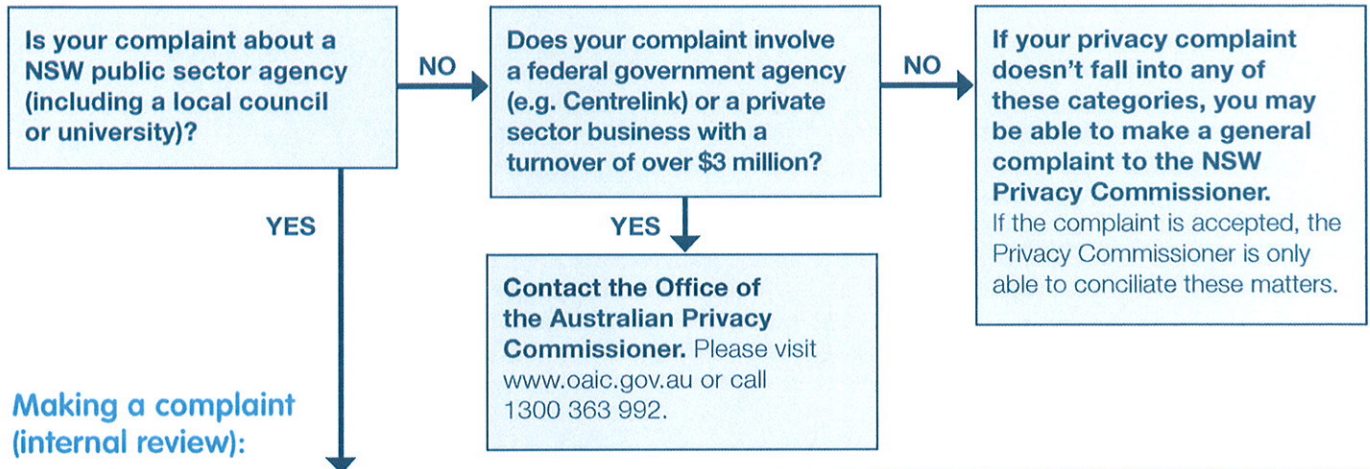 Is your complaint about a
NSW public sector agency
(including a local council
or university)?
NO
Does your complaint involve
a federal government agency
(e.g. Centrelink) or a private
sector business with a
turnover of over $3 million?
NO
If your privacy complaint
doesn't fall into any of
these categories, you may
be able to make a general
complaint to the NSW
Privacy Commissioner.
If the complaint is accepted, the
Privacy Commissioner is only
able to conciliate these matters.
YES
YES
Contact the Office of
the Australian Privacy
Commissioner. Please visit
www.oaic.gov.au or call
1300 363 992.
Making a complaint
(internal review):